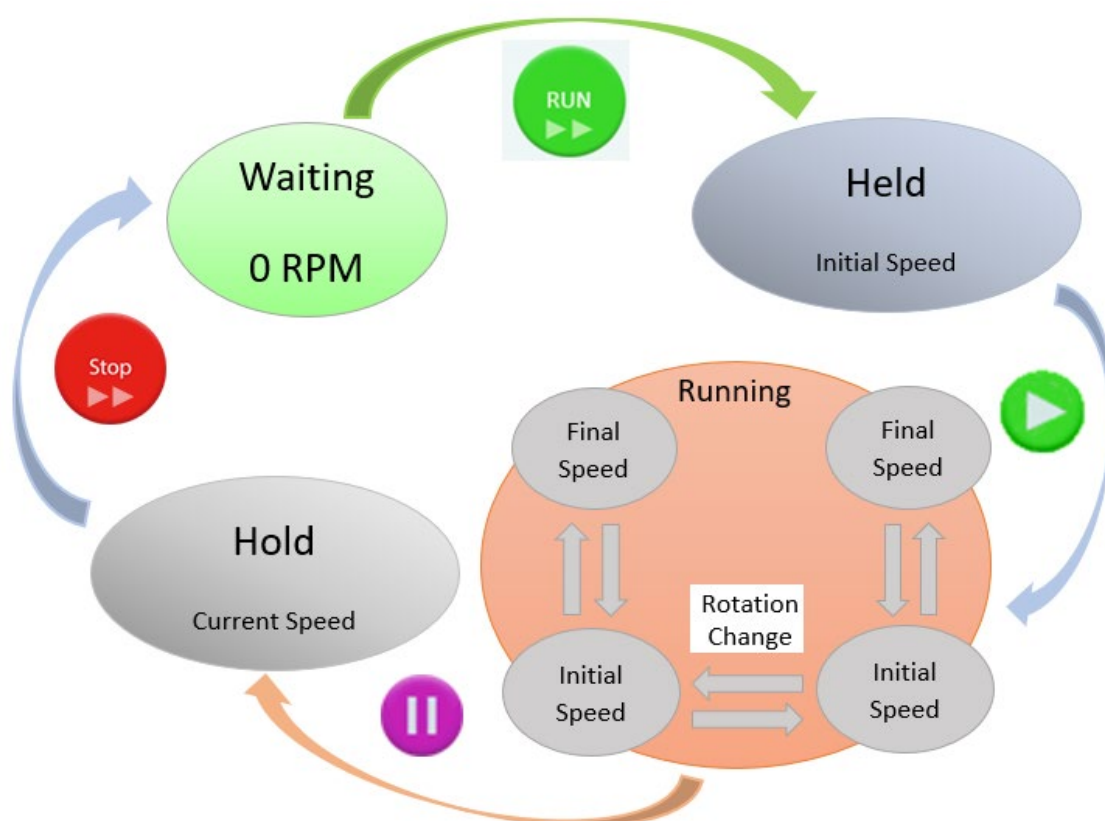 Waiting
0 RPM
RUN
Held
Initial Speed
Stop
Running
Final
Speed
Final
Speed
Hold
Current Speed
Rotation
Change
Initial
Speed
Initial
Speed